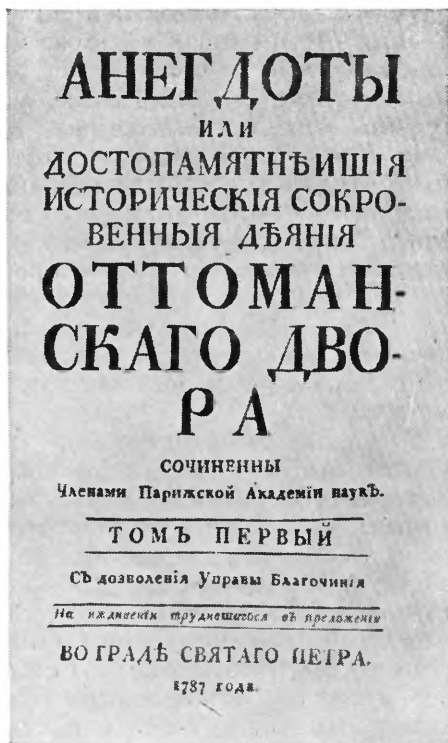 АНЕГДОТЫ
ИЛИ
ДОСТОПАМЯТНѢИШІЯ
ИСТОРИЧЕСКІЯ СОКРО-
ВЕННЫЯ ДѢЯНІЯ
ОТТОМАН-
СКАГО ДВО-
РА
СОЧИНЕННЫ
Членами Парижской Академіи наукъ.
ТОМЪ ПЕРВЫЙ
Съ дозволенія Управы Благочинія
На иждивеніи трудившагося въ преложеніи
ВО ГРАДѢ СВЯТАГО ПЕТРА.
1787 года.